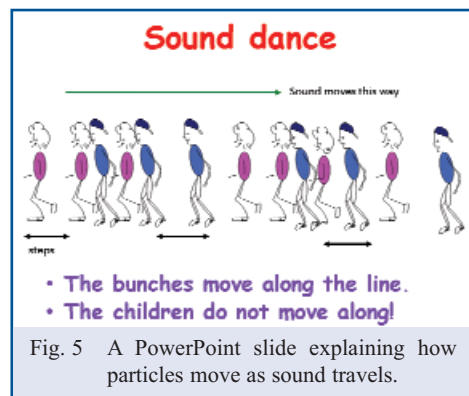 Sound dance
Sound moves this way
steps
• The bunches move along the line.
• The children do not move along!
Fig. 5 A PowerPoint slide explaining how
particles move as sound travels.